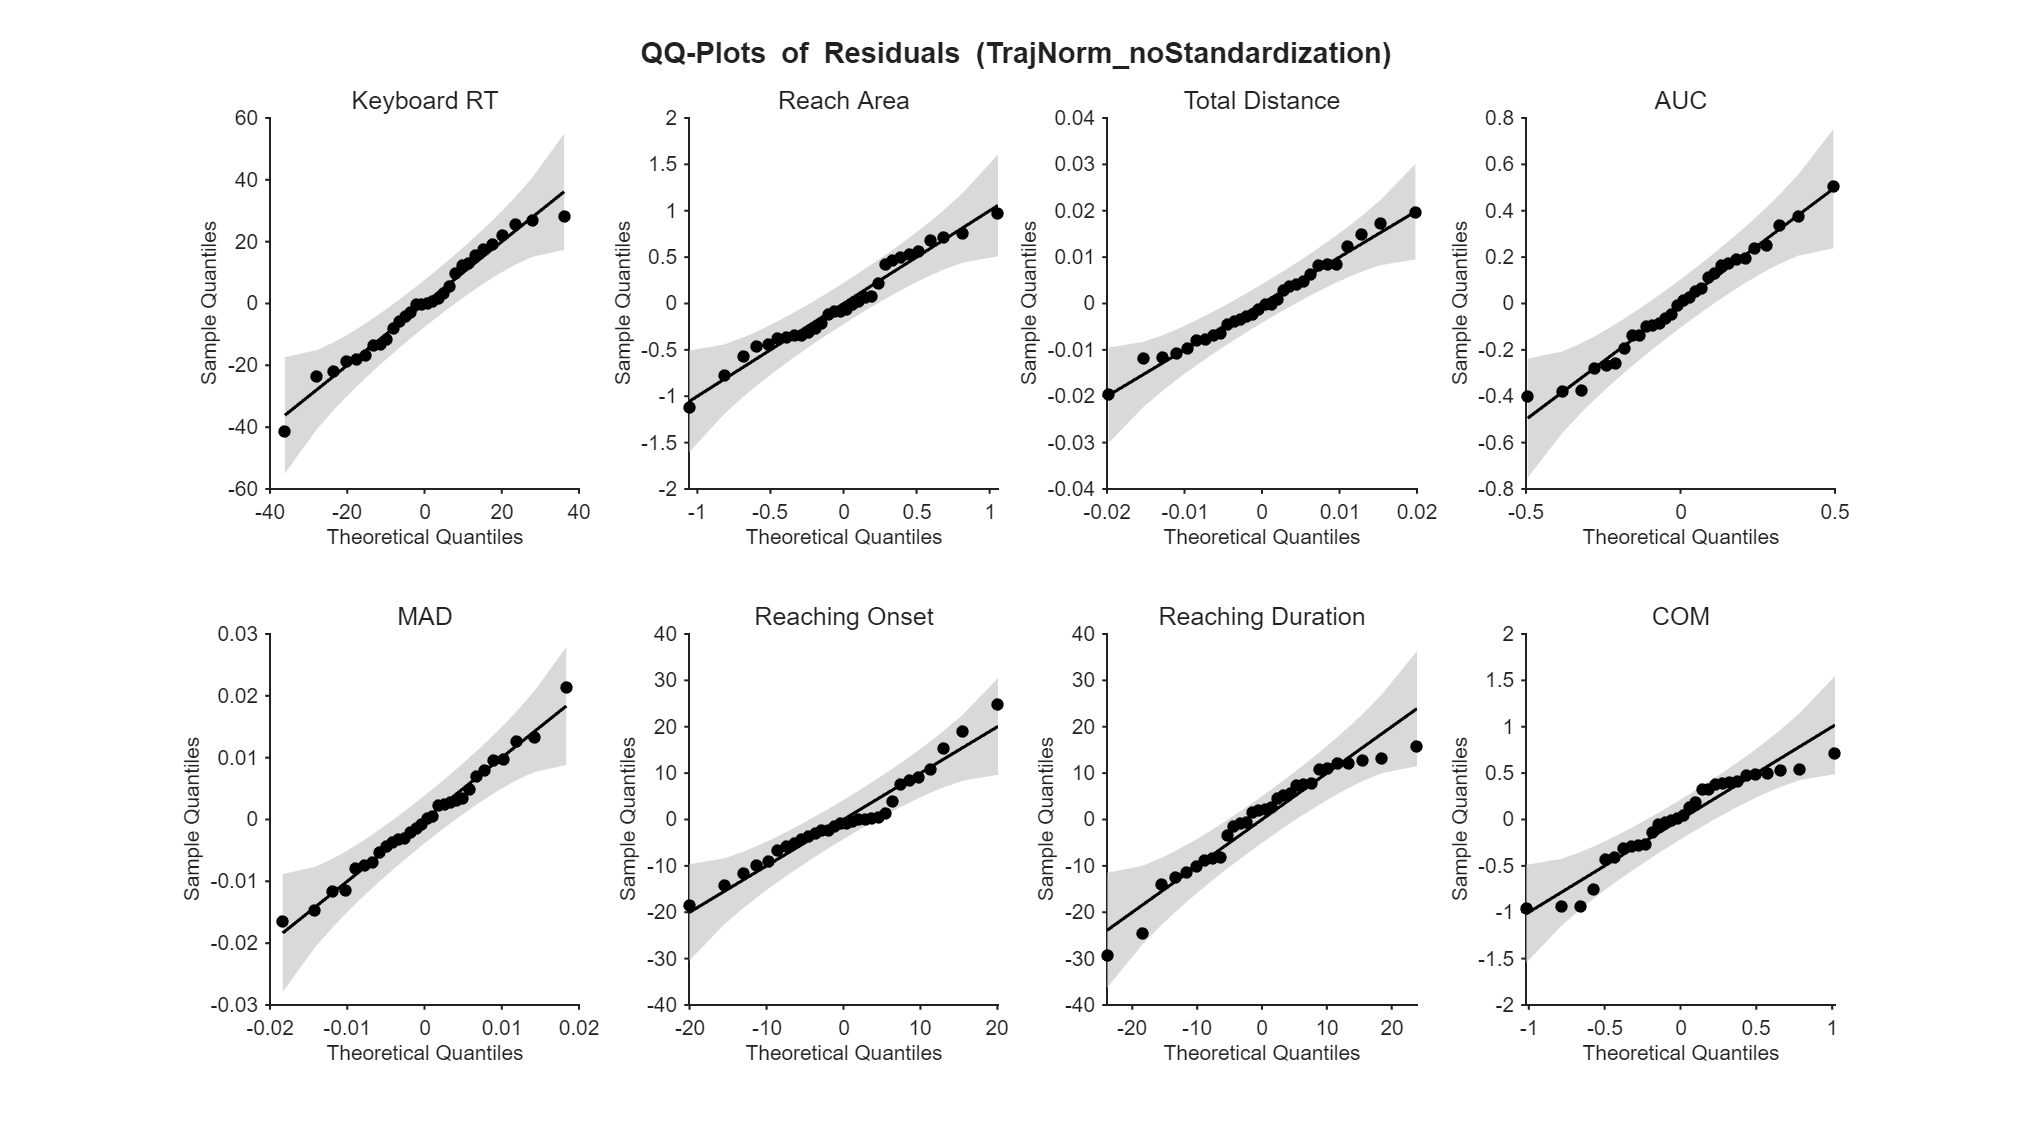 QQ-Plots of Residuals (TrajNorm_noStandardization)
Keyboard RT
60
40
20
0
-20
-40
-60
Sample Quantiles
-40 -20 0 20 40
Theoretical Quantiles
Reach Area
2
1.5
1
0.5
0
-0.5
-1
-1.5
-2
Sample Quantiles
-1 -0.5 0 0.5 1
Theoretical Quantiles
Total Distance
0.04
0.03
0.02
0.01
0
-0.01
-0.02
-0.03
-0.04
Sample Quantiles
-0.02 -0.01 0 0.01 0.02
Theoretical Quantiles
AUC
0.8
0.6
0.4
0.2
0
-0.2
-0.4
-0.6
-0.8
Sample Quantiles
-0.5 0 0.5
Theoretical Quantiles
MAD
0.03
0.02
0.01
0
-0.01
-0.02
-0.03
Sample Quantiles
-0.02 -0.01 0 0.01 0.02
Theoretical Quantiles
Reaching Onset
40
30
20
10
0
-10
-20
-30
-40
Sample Quantiles
-20 -10 0 10 20
Theoretical Quantiles
Reaching Duration
40
30
20
10
0
-10
-20
-30
-40
Sample Quantiles
-20 -10 0 10 20
Theoretical Quantiles
COM
2
1.5
1
0.5
0
-0.5
-1
-1.5
-2
Sample Quantiles
-1 -0.5 0 0.5 1
Theoretical Quantiles